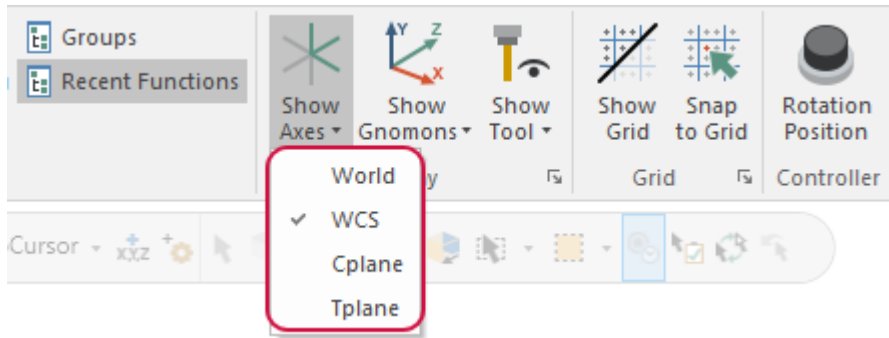 Groups
Recent Functions
Show Axes
Show Gnomons
Show Tool
Show Grid
Snap to Grid
Rotation Position
y
Grid
Controller
World
WCS
Cplane
Tplane
Cursor
XYZ
Y
Z
X